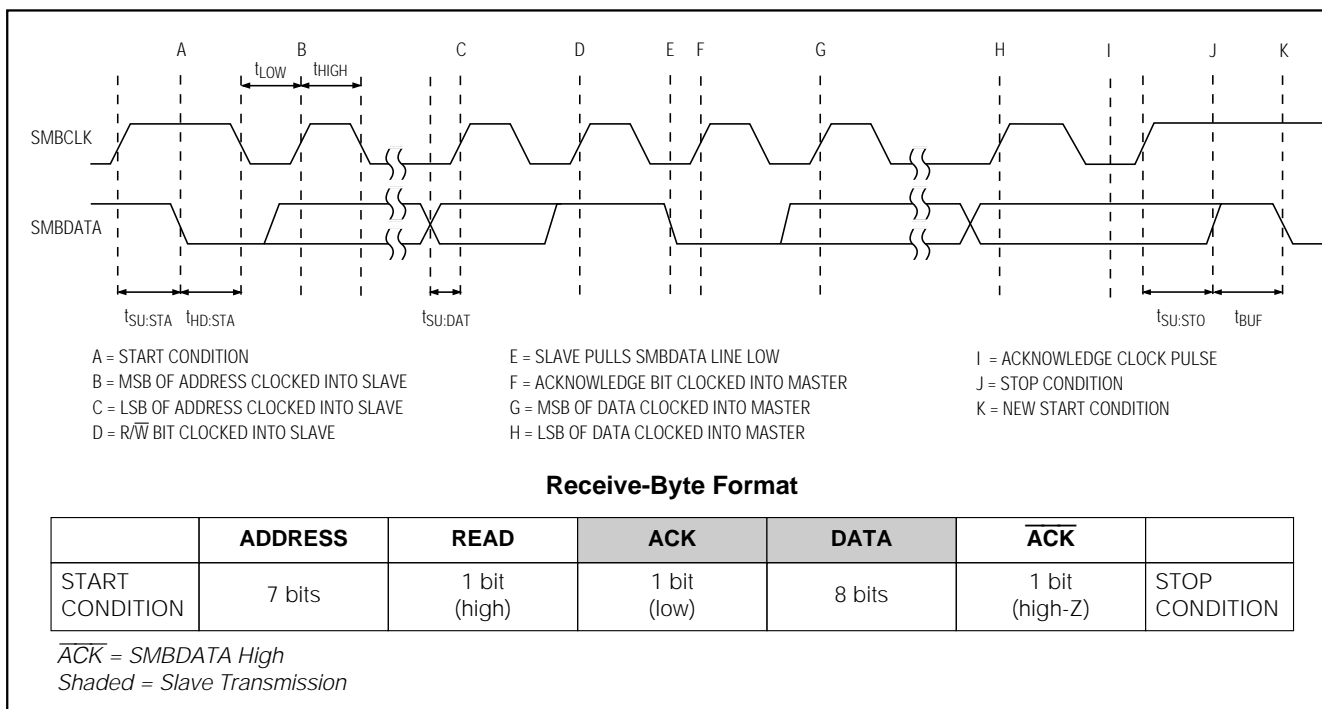 A B C D E F G H I J K
tLOW tHIGH
SMBCLK
SMBDATA
tSU:STA tHD:STA tSU:DAT tSU:STO tBUF
A = START CONDITION
B = MSB OF ADDRESS CLOCKED INTO SLAVE
C = LSB OF ADDRESS CLOCKED INTO SLAVE
D = R/W̅ BIT CLOCKED INTO SLAVE
E = SLAVE PULLS SMBDATA LINE LOW
F = ACKNOWLEDGE BIT CLOCKED INTO MASTER
G = MSB OF DATA CLOCKED INTO MASTER
H = LSB OF DATA CLOCKED INTO MASTER
I = ACKNOWLEDGE CLOCK PULSE
J = STOP CONDITION
K = NEW START CONDITION
Receive-Byte Format
ADDRESS READ ACK DATA A̅C̅K̅
START CONDITION 7 bits 1 bit (high) 1 bit (low) 8 bits 1 bit (high-Z) STOP CONDITION
A̅C̅K̅ = SMBDATA High
Shaded = Slave Transmission